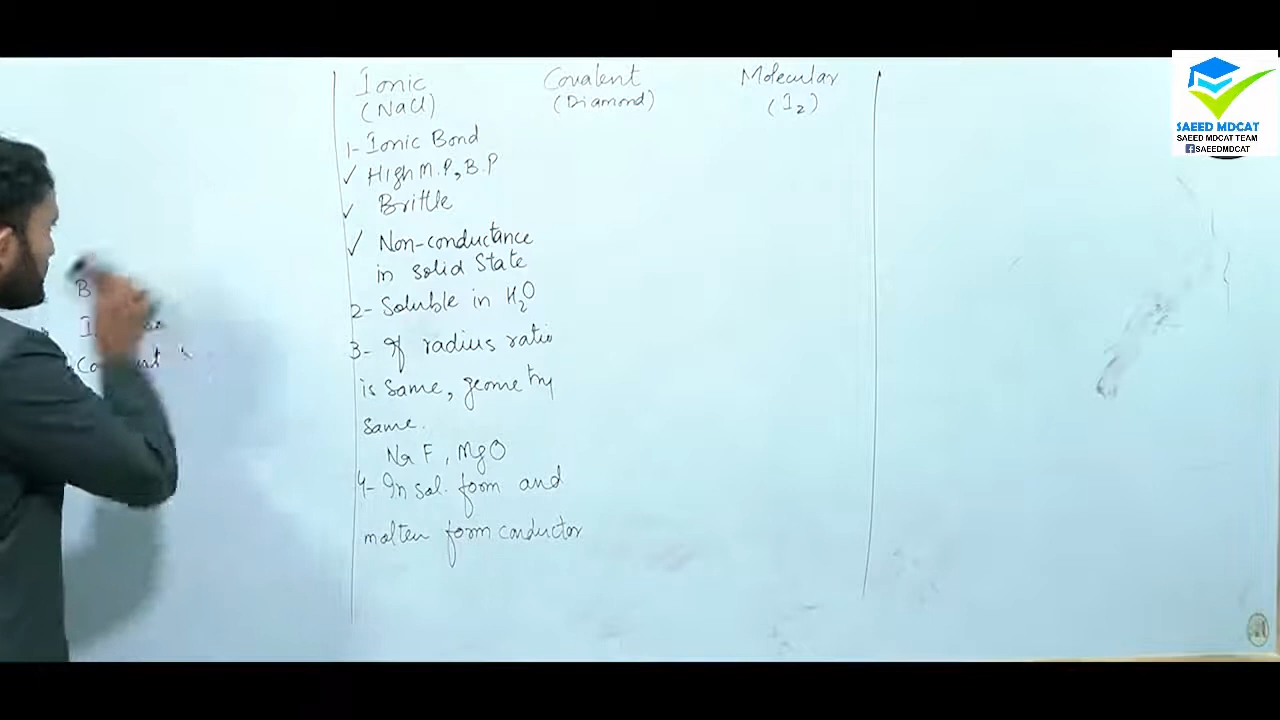 Ionic Covalent Molecular
(NaCl) (Diamond) (I2)
1- Ionic Bond
✓ High M.P, B.P
✓ Brittle
✓ Non-conductance
in solid State
2- Soluble in H2O
3- If radius ratio
is same, geometry
same.
NaF, MgO
4- In sol. form and
molten form conductor
SAEED MDCAT
SAEED MDCAT TEAM
SAEEDMDCAT